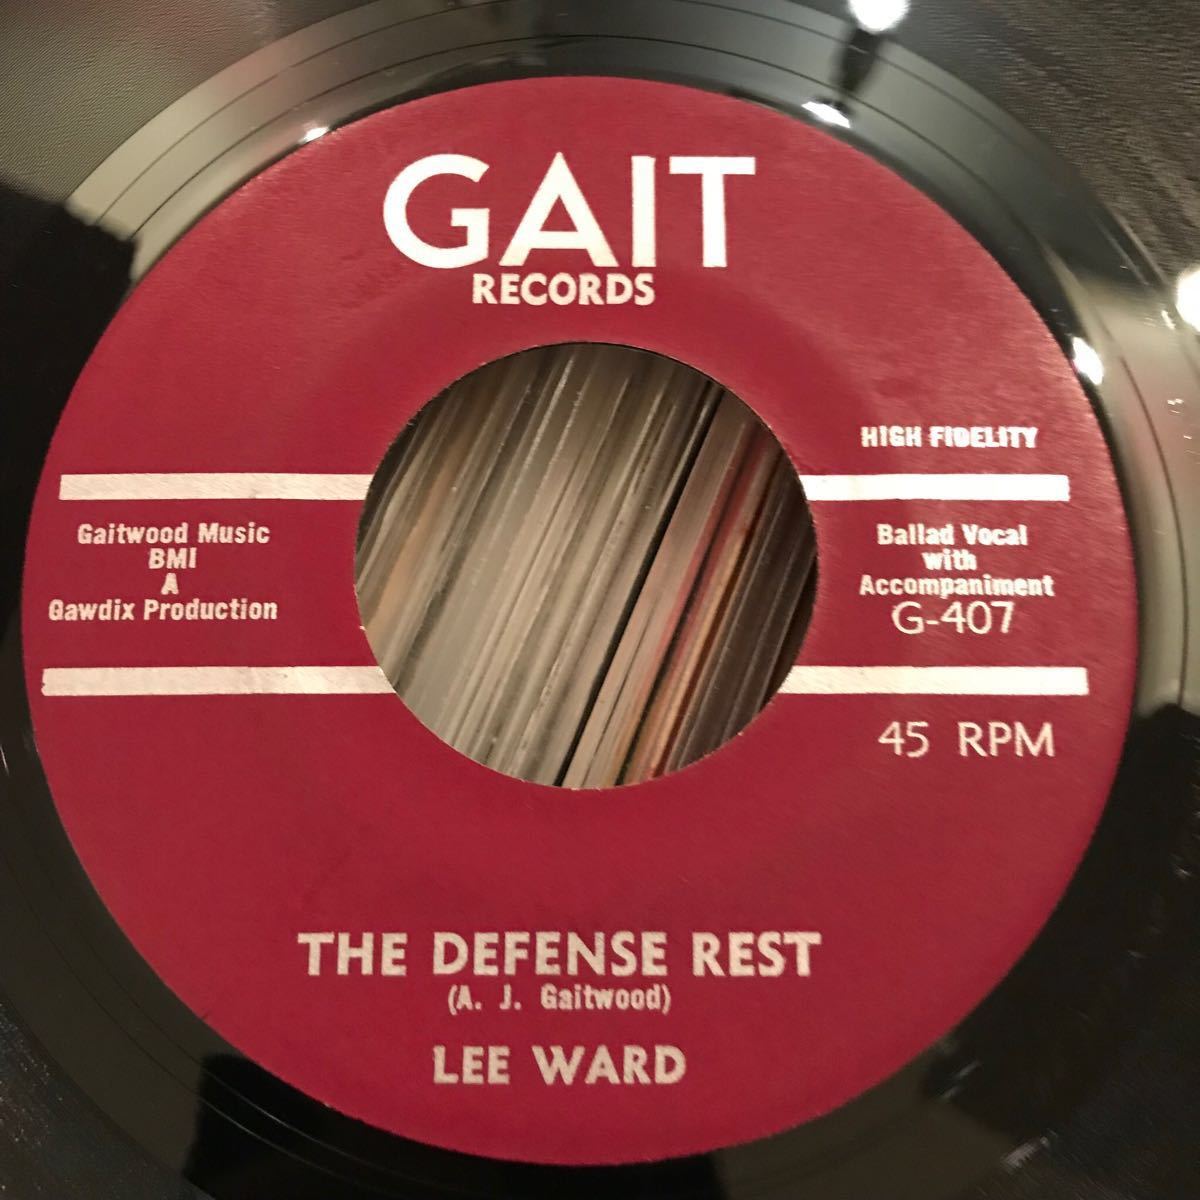 GAIT
RECORDS
HIGH FIDELITY
Gaitwood Music
BMI
A
Gawdix Production
Ballad Vocal
with
Accompaniment
G-407
45 RPM
THE DEFENSE REST
(A. J. Gaitwood)
LEE WARD